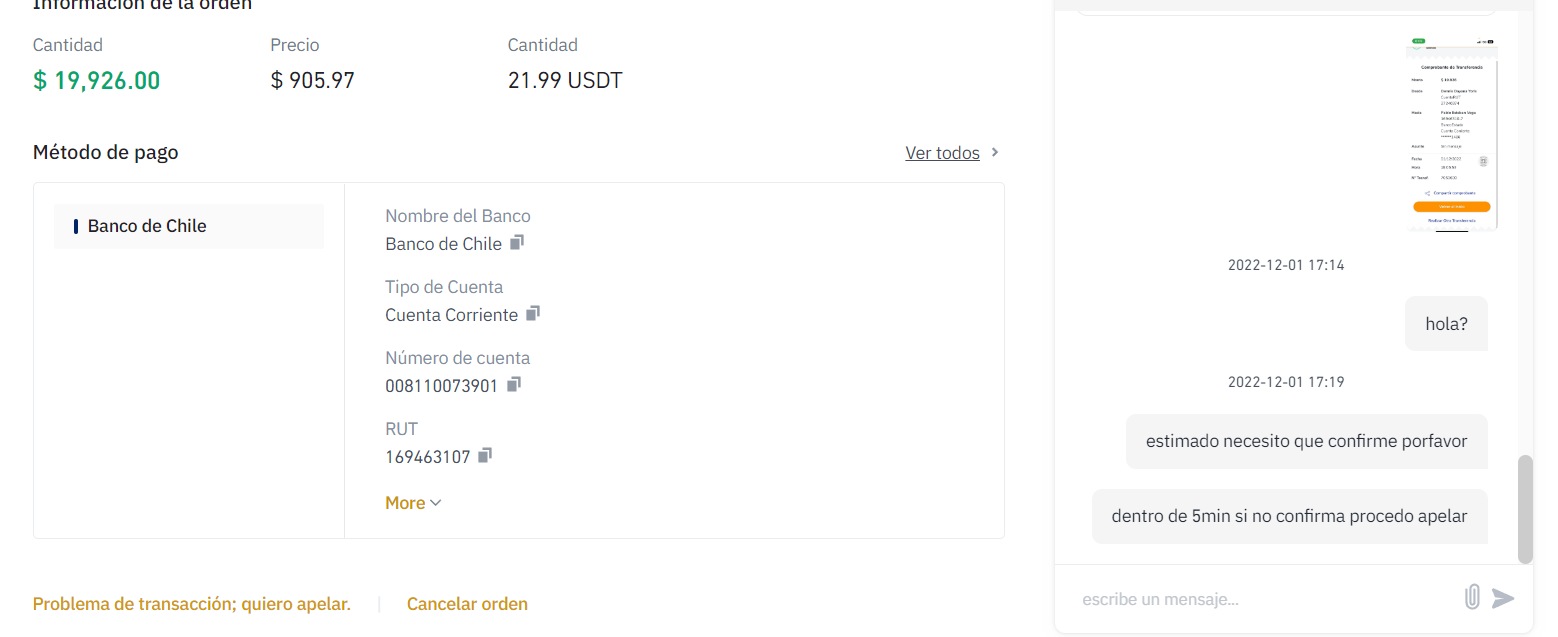 Información de la orden
Cantidad
Precio
Cantidad
$ 19,926.00
$ 905.97
21.99 USDT
Método de pago
Ver todos
Banco de Chile
Nombre del Banco
Banco de Chile
Tipo de Cuenta
Cuenta Corriente
Número de cuenta
008110073901
RUT
169463107
More
Problema de transacción; quiero apelar.
Cancelar orden
Comprobante de Transferencia
2022-12-01 17:14
hola?
2022-12-01 17:19
estimado necesito que confirme porfavor
dentro de 5min si no confirma procedo apelar
escribe un mensaje...